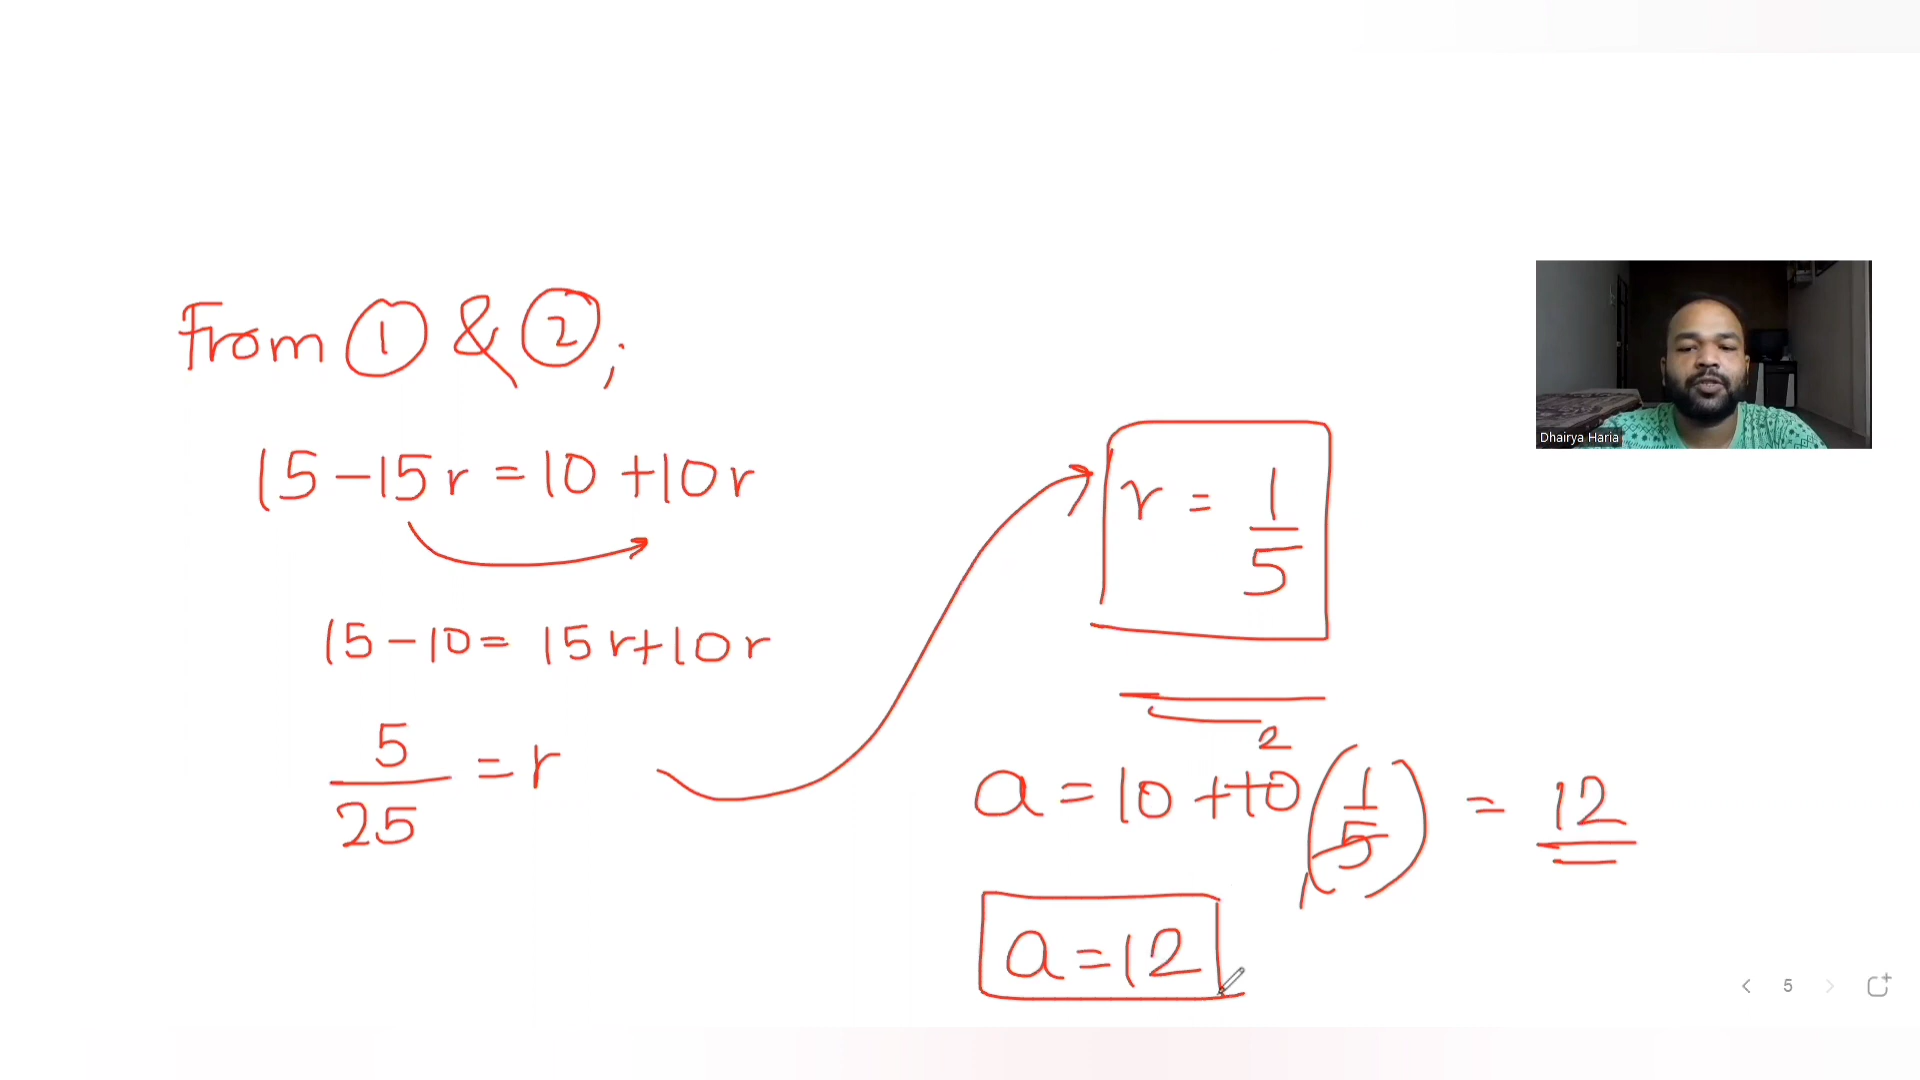 From ① & ②;
15 - 15r = 10 + 10r
15 - 10 = 15r + 10r
5/25 = r
r = 1/5
2
a = 10 + 10(1/5) = 12
a = 12
Dhairya Haria
5